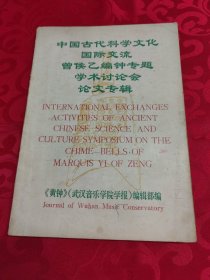 中国古代科学文化
国际交流
曾侯乙编钟专题
学术讨论会
论文专辑
INTERNATIONAL EXCHANGES
ACTIVITIES OF ANCIENT
CHINESE SCIENCE AND
CULTURE SYMPOSIUM ON THE
CHIME-BELLS OF
MARQUIS YI OF ZENG
《黄钟》《武汉音乐学院学报》编辑部编
Journal of Wuhan Music Conservatory